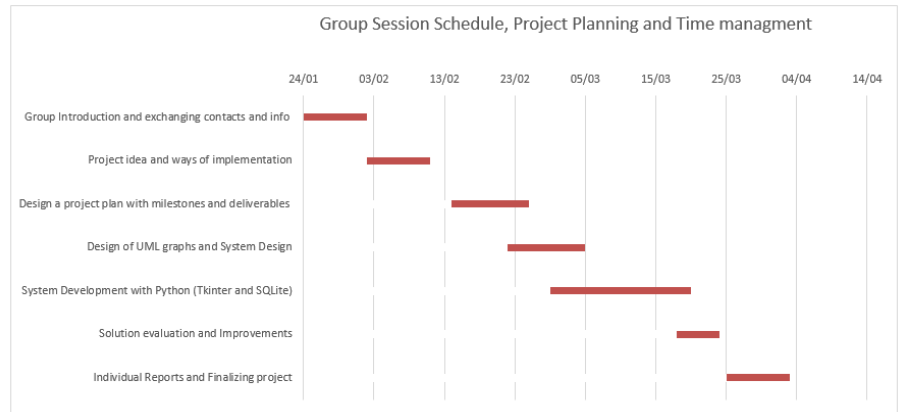 Group Session Schedule, Project Planning and Time managment
24/01 03/02 13/02 23/02 05/03 15/03 25/03 04/04 14/04
Group Introduction and exchanging contacts and info
Project idea and ways of implementation
Design a project plan with milestones and deliverables
Design of UML graphs and System Design
System Development with Python (Tkinter and SQLite)
Solution evaluation and Improvements
Individual Reports and Finalizing project